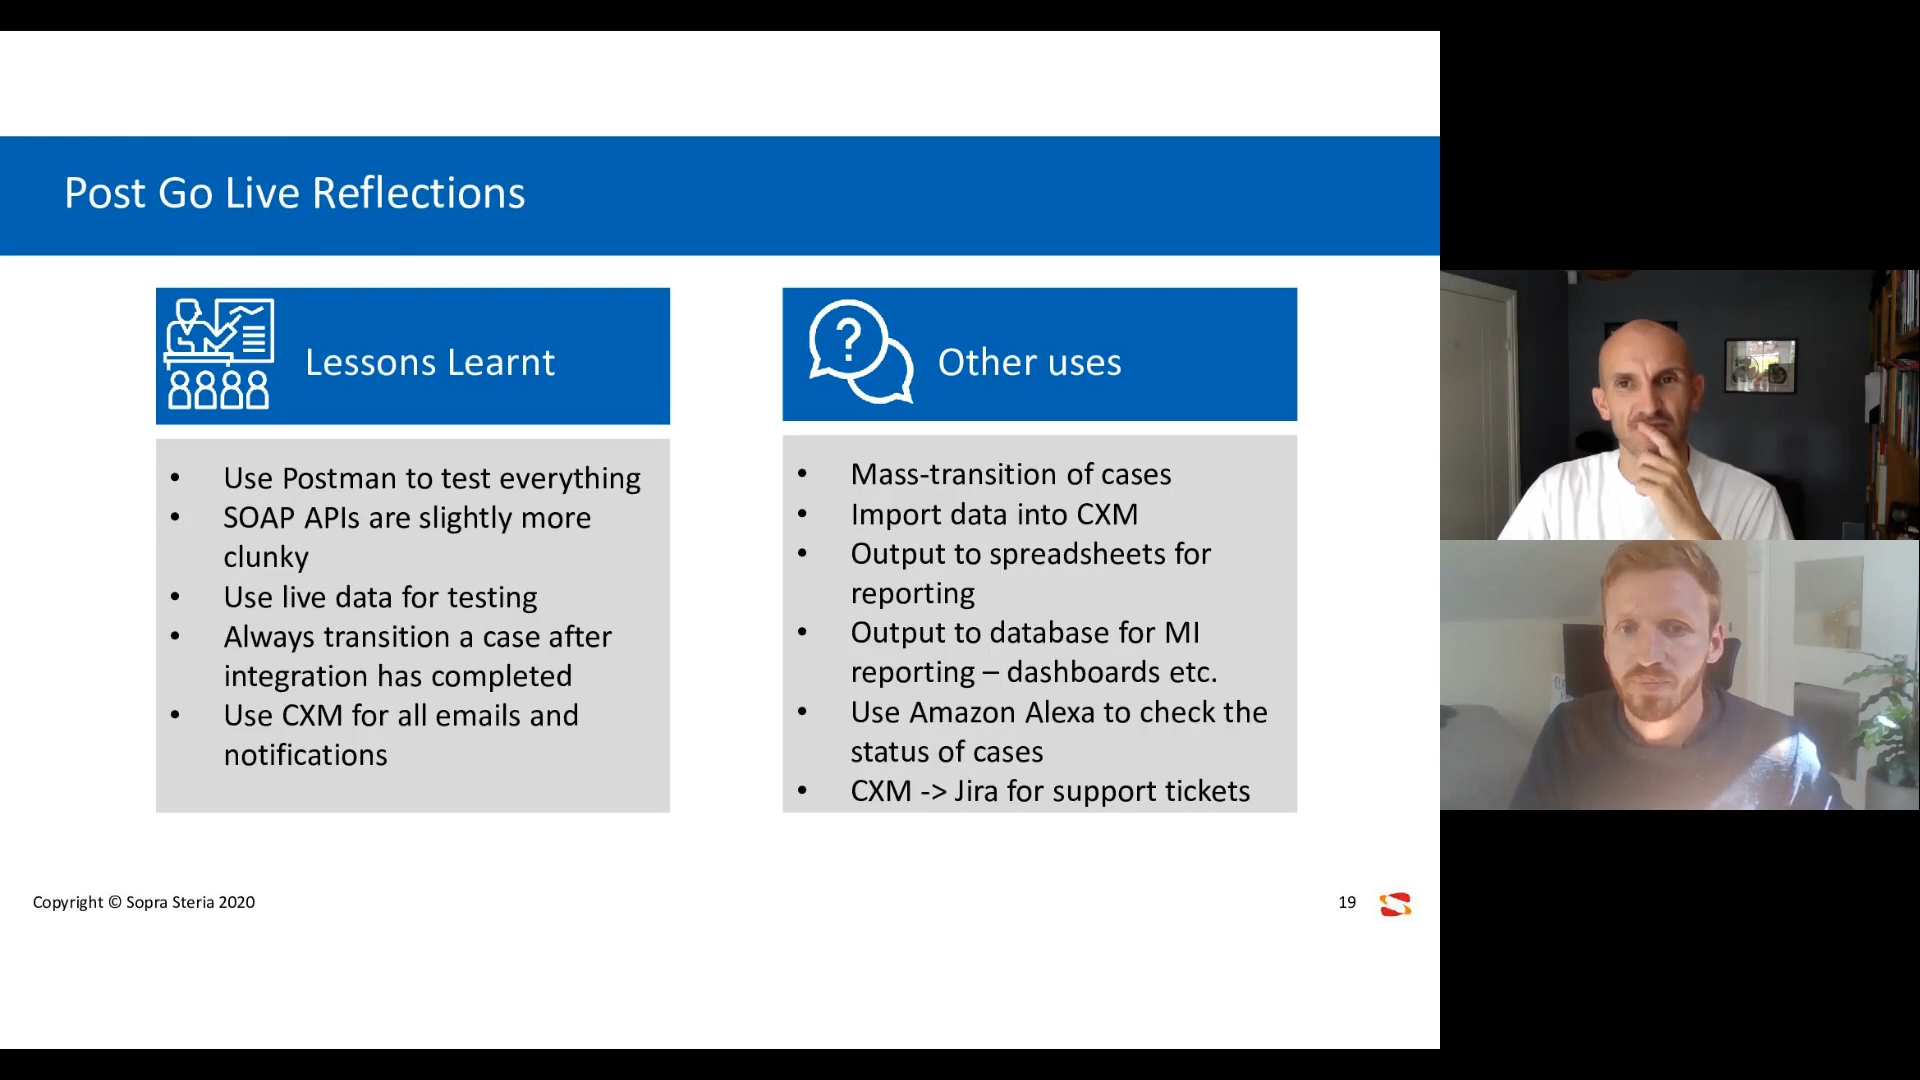 Post Go Live Reflections
Lessons Learnt
• Use Postman to test everything
• SOAP APIs are slightly more
clunky
• Use live data for testing
• Always transition a case after
integration has completed
• Use CXM for all emails and
notifications
?
Other uses
• Mass-transition of cases
• Import data into CXM
• Output to spreadsheets for
reporting
• Output to database for MI
reporting – dashboards etc.
• Use Amazon Alexa to check the
status of cases
• CXM -> Jira for support tickets
Copyright © Sopra Steria 2020
19